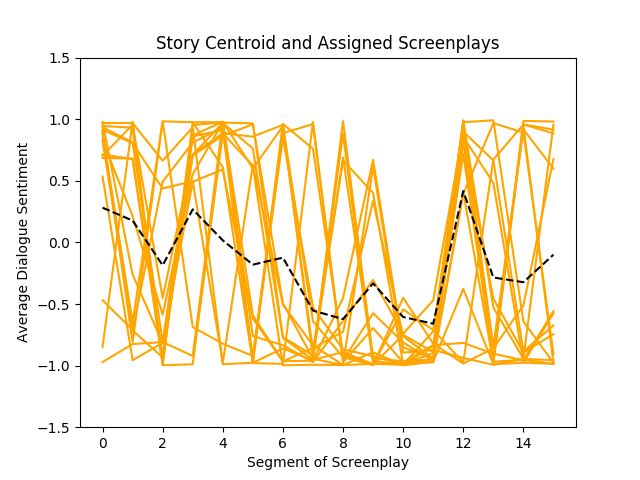 Story Centroid and Assigned Screenplays
1.5
1.0
0.5
0.0
−0.5
−1.0
−1.5
Average Dialogue Sentiment
0 2 4 6 8 10 12 14
Segment of Screenplay